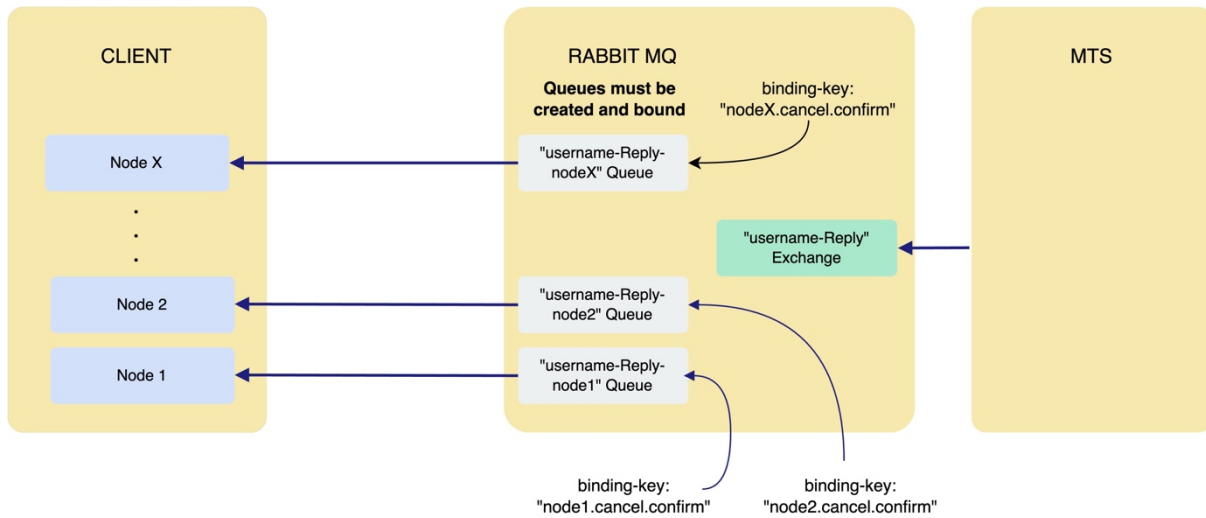 CLIENT
RABBIT MQ
MTS
Queues must be
created and bound
binding-key:
"nodeX.cancel.confirm"
Node X
"username-Reply-
nodeX" Queue
"username-Reply"
Exchange
Node 2
"username-Reply-
node2" Queue
Node 1
"username-Reply-
node1" Queue
binding-key:
"node1.cancel.confirm"
binding-key:
"node2.cancel.confirm"